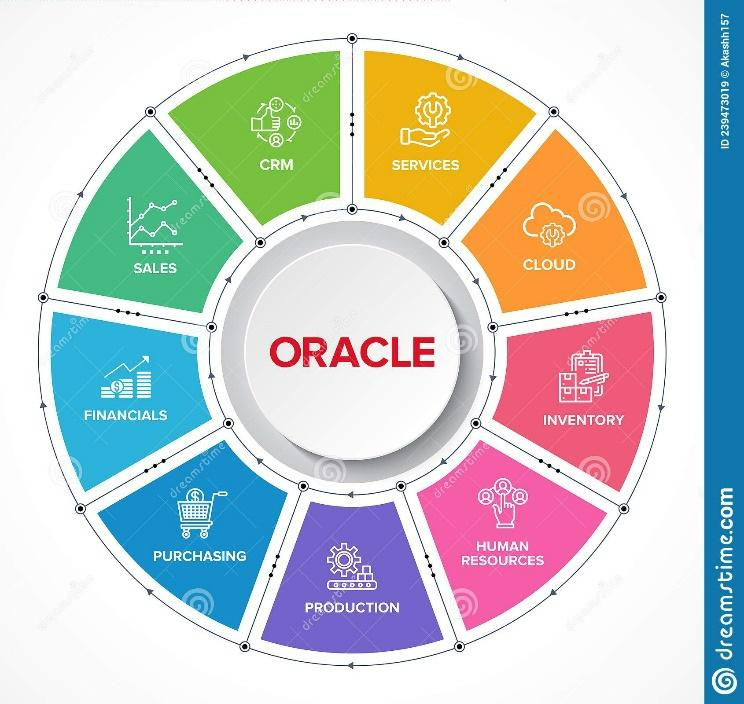 CRM
SERVICES
CLOUD
INVENTORY
HUMAN
RESOURCES
PRODUCTION
PURCHASING
FINANCIALS
SALES
ORACLE
ID 239473019 © Akashh157
dreamstime.com